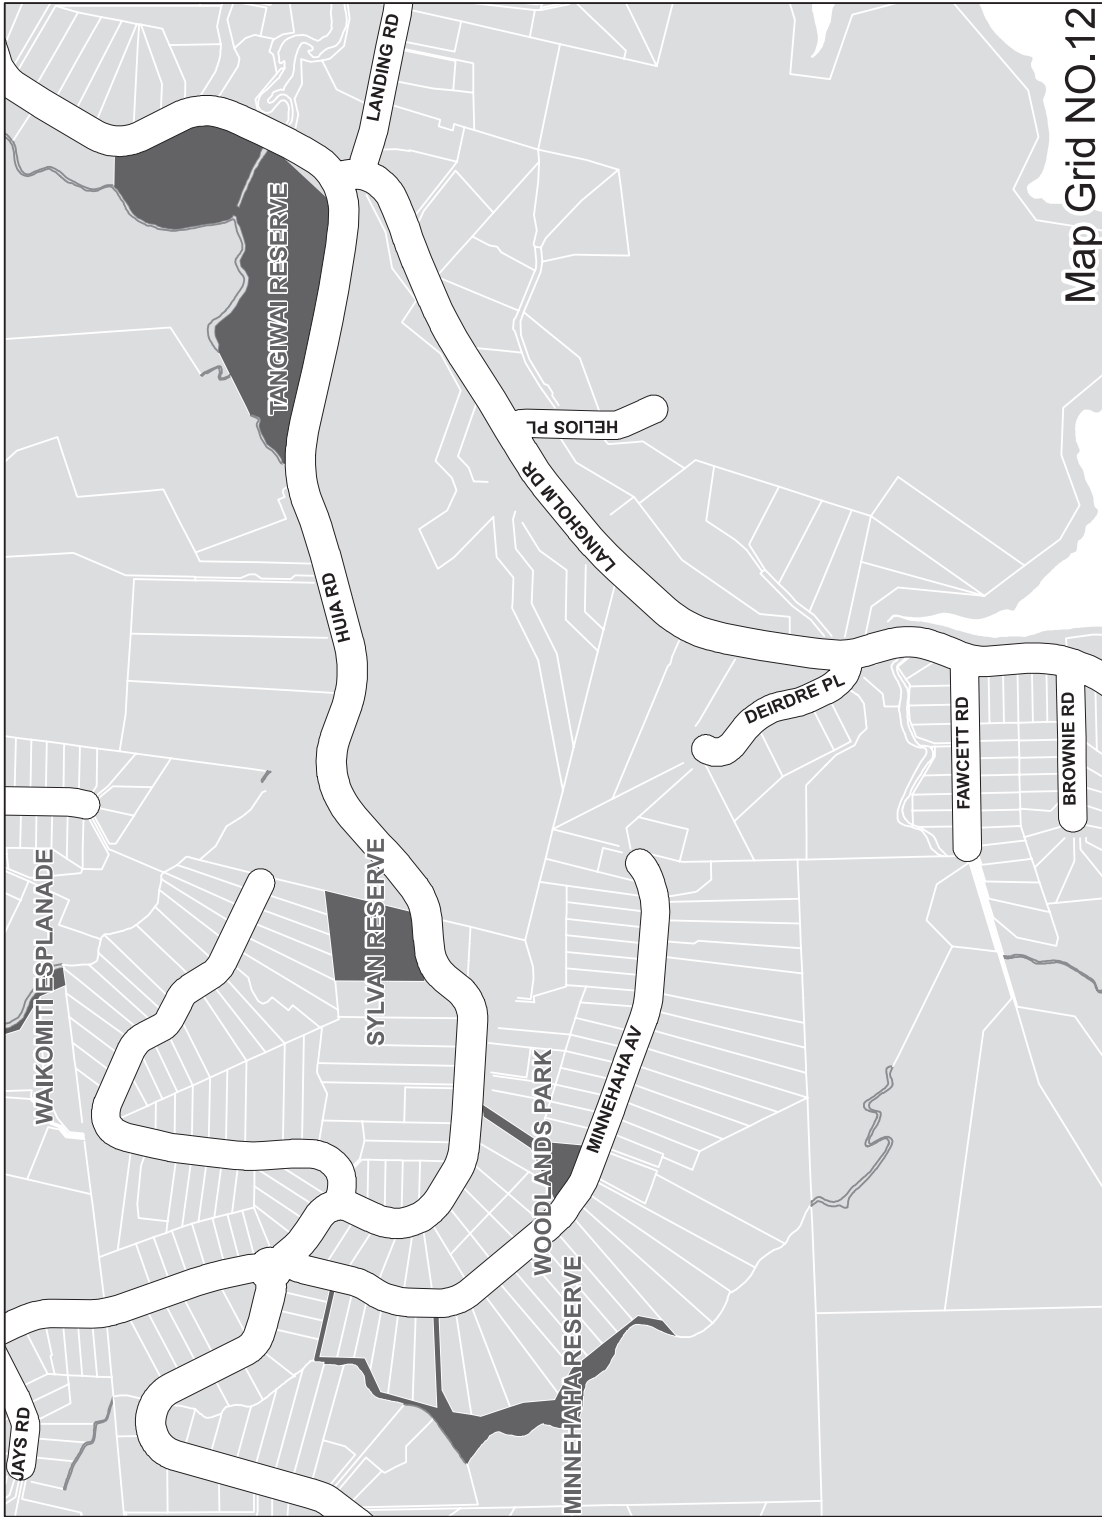 LANDING RD
Map Grid NO.12
TANGIWAI RESERVE
HELIOS PL
LAINGHOLM DR
HUIA RD
DEIRDRE PL
FAWCETT RD
BROWNIE RD
WAIKOMITI ESPLANADE
SYLVAN RESERVE
WOODLANDS PARK
MINNEHAHA AV
MINNEHAHA RESERVE
JAYS RD